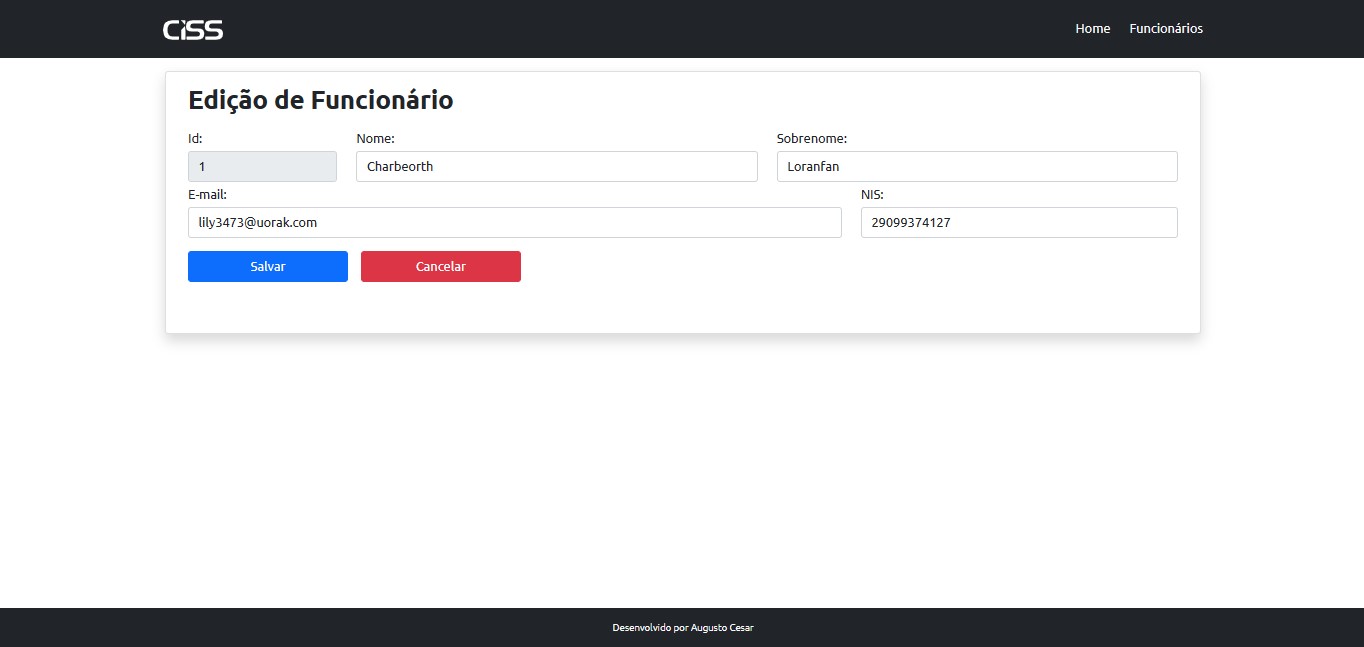 CISS
Home Funcionários
Edição de Funcionário
Id: Nome: Sobrenome:
1 Charbeorth Loranfan
E-mail: NIS:
lily3473@uorak.com 29099374127
Salvar Cancelar
Desenvolvido por Augusto Cesar